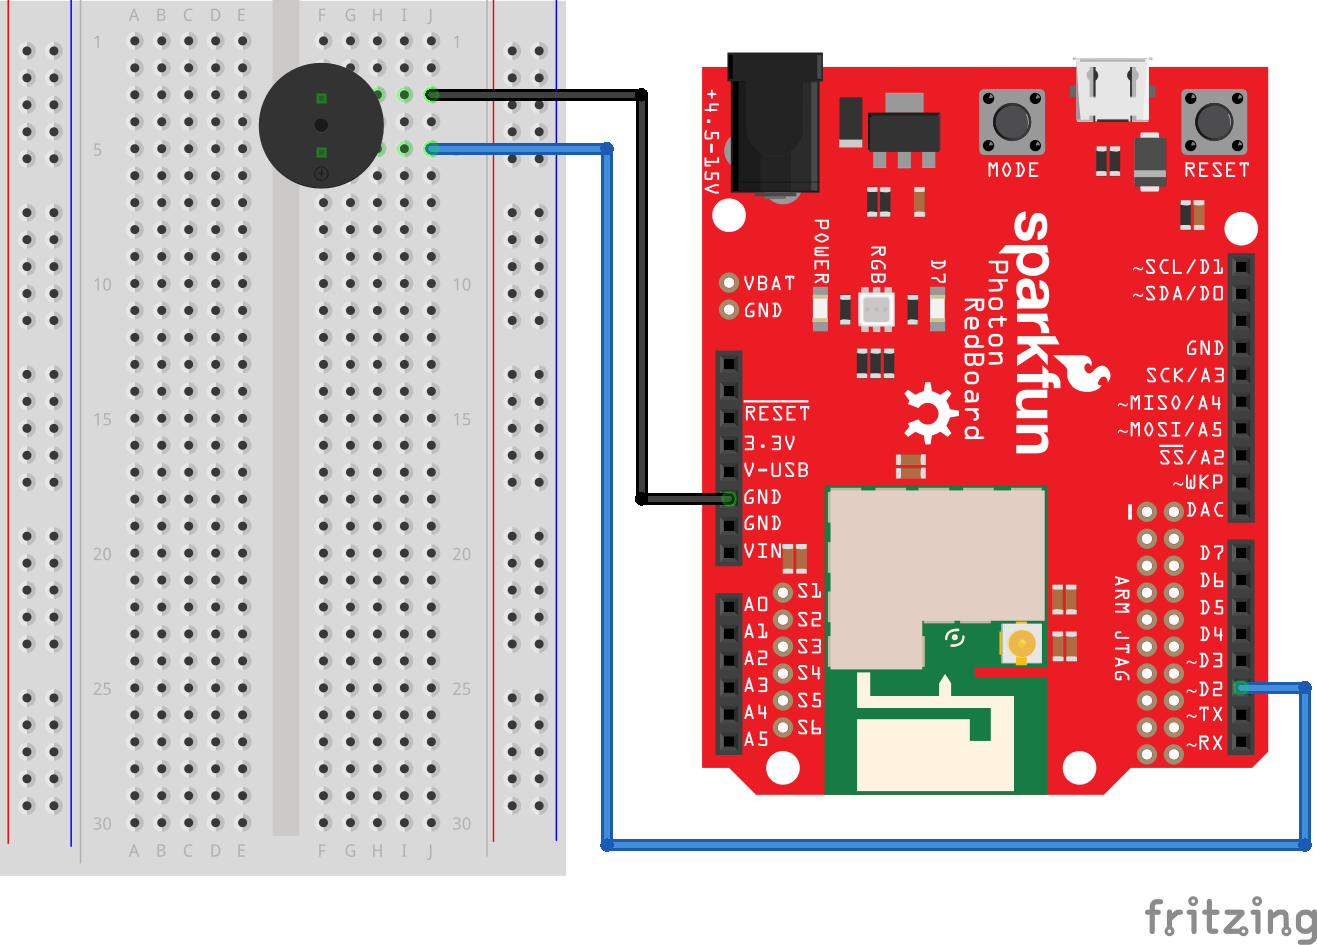 A B C D E F G H I J
1 1
5
10 10
15 15
20 20
25 25
30 30
A B C D E F G H I J
+4.5-15V
MODE
RESET
POWER
RGB
D7
sparkfun
Photon
RedBoard
VBAT
GND
RESET
3.3V
V-USB
GND
GND
VIN
A0
A1
A2
A3
A4
A5
S1
S2
S3
S4
S5
S6
~SCL/D1
~SDA/D0
GND
SCK/A3
~MISO/A4
~MOSI/A5
SS/A2
~WKP
DAC
ARM JTAG
D7
D6
D5
D4
~D3
~D2
~TX
~RX
fritzing